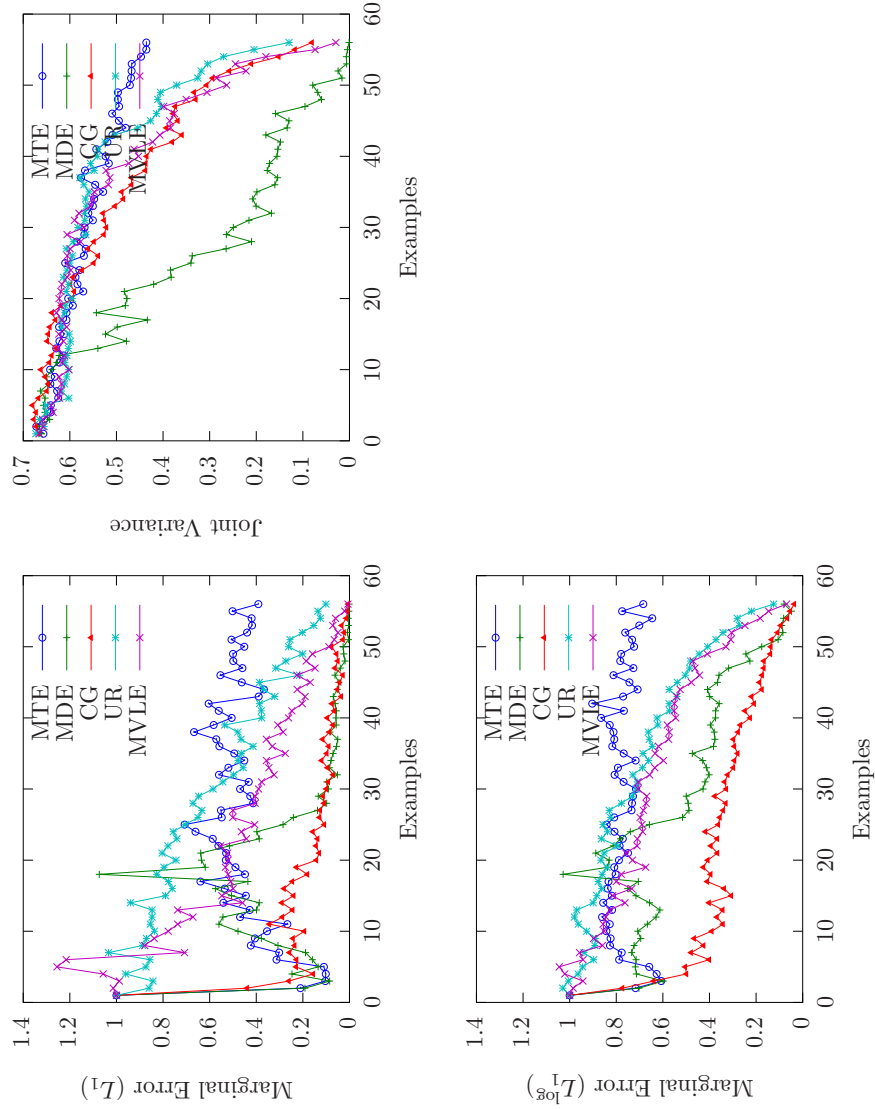 0
0.2
0.4
0.6
0.8
1
1.2
1.4
0
10
20
30
40
50
60
Marginal Error (L₁)
Examples
MTE
MDE
CG
UR
MVLE
0
0.1
0.2
0.3
0.4
0.5
0.6
0.7
0
10
20
30
40
50
60
Joint Variance
Examples
MTE
MDE
CG
UR
MVLE
0
0.2
0.4
0.6
0.8
1
1.2
1.4
0
10
20
30
40
50
60
Marginal Error (L₁^log)
Examples
MTE
MDE
CG
UR
MVLE